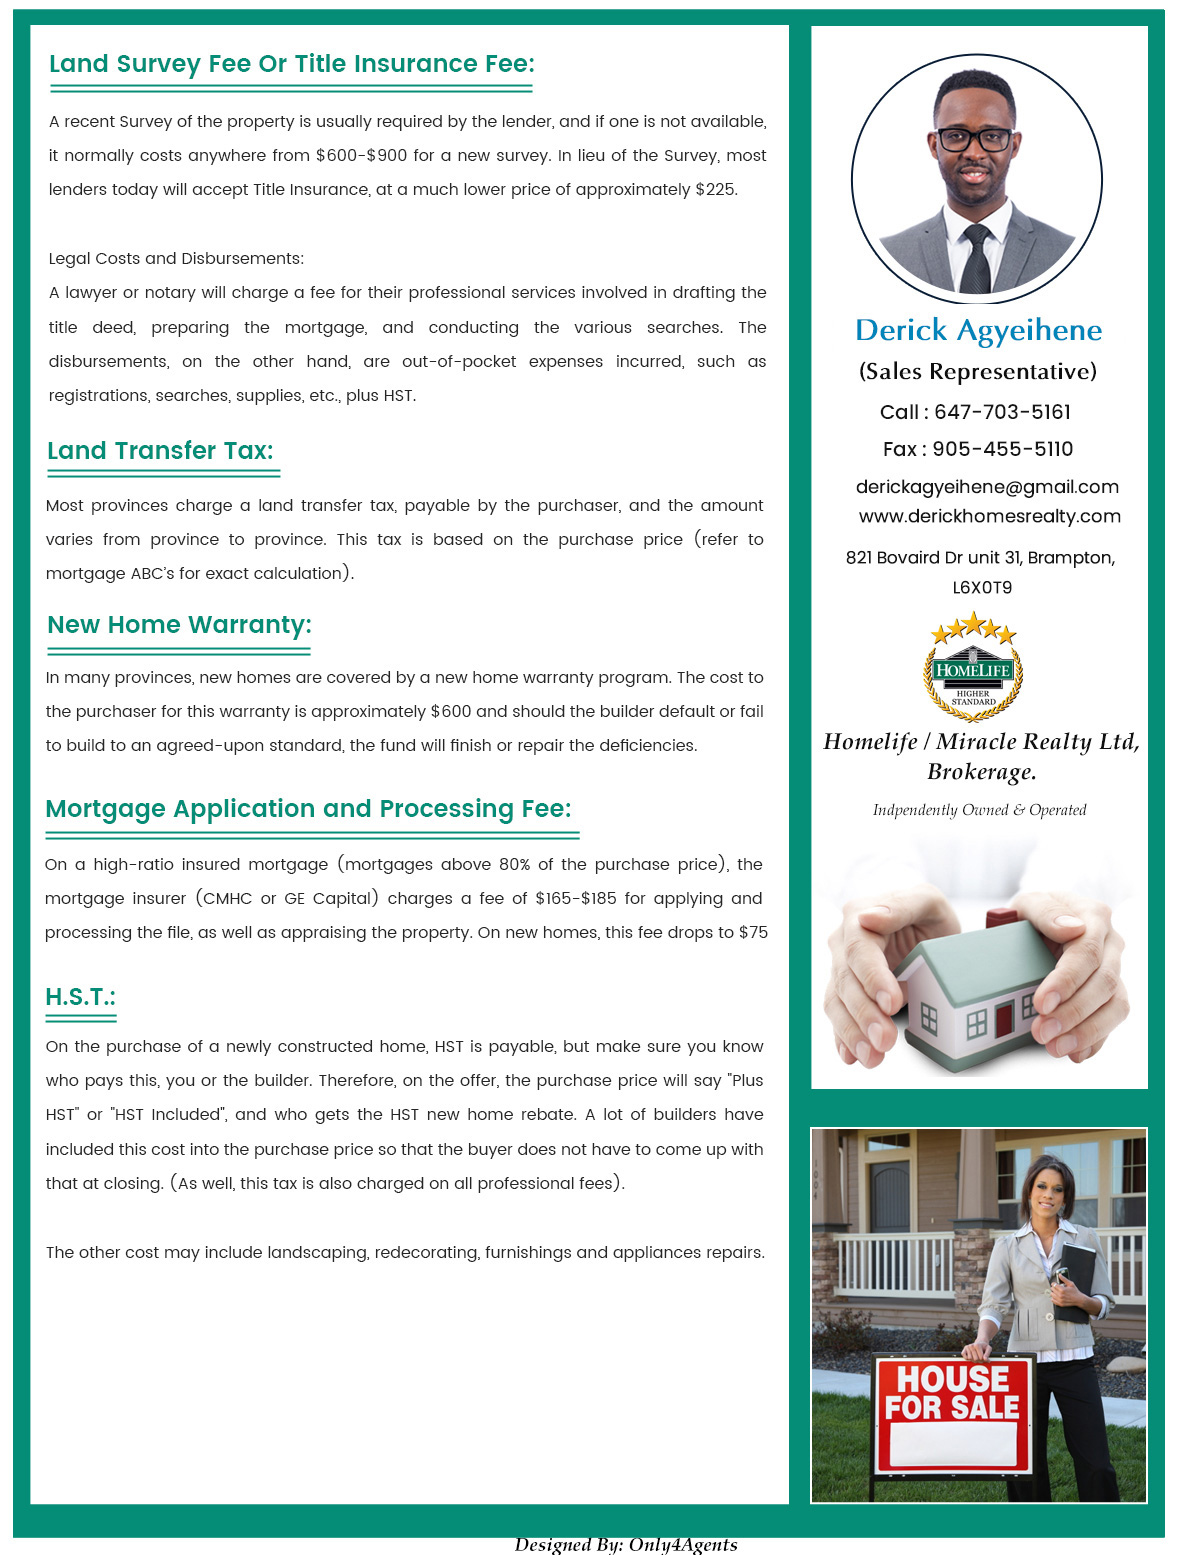 Land Survey Fee Or Title Insurance Fee:
A recent Survey of the property is usually required by the lender, and if one is not available,
it normally costs anywhere from $600-$900 for a new survey. In lieu of the Survey, most
lenders today will accept Title Insurance, at a much lower price of approximately $225.
Legal Costs and Disbursements:
A lawyer or notary will charge a fee for their professional services involved in drafting the
title deed, preparing the mortgage, and conducting the various searches. The
disbursements, on the other hand, are out-of-pocket expenses incurred, such as
registrations, searches, supplies, etc., plus HST.
Land Transfer Tax:
Most provinces charge a land transfer tax, payable by the purchaser, and the amount
varies from province to province. This tax is based on the purchase price (refer to
mortgage ABC's for exact calculation).
New Home Warranty:
In many provinces, new homes are covered by a new home warranty program. The cost to
the purchaser for this warranty is approximately $600 and should the builder default or fail
to build to an agreed-upon standard, the fund will finish or repair the deficiencies.
Mortgage Application and Processing Fee:
On a high-ratio insured mortgage (mortgages above 80% of the purchase price), the
mortgage insurer (CMHC or GE Capital) charges a fee of $165-$185 for applying and
processing the file, as well as appraising the property. On new homes, this fee drops to $75
H.S.T.:
On the purchase of a newly constructed home, HST is payable, but make sure you know
who pays this, you or the builder. Therefore, on the offer, the purchase price will say "Plus
HST" or "HST Included", and who gets the HST new home rebate. A lot of builders have
included this cost into the purchase price so that the buyer does not have to come up with
that at closing. (As well, this tax is also charged on all professional fees).
The other cost may include landscaping, redecorating, furnishings and appliances repairs.
Derick Agyeihene
(Sales Representative)
Call : 647-703-5161
Fax : 905-455-5110
derickagyeihene@gmail.com
www.derickhomesrealty.com
821 Bovaird Dr unit 31, Brampton,
L6X0T9
HOMELIFE
HIGHER
STANDARD
Homelife / Miracle Realty Ltd,
Brokerage.
Indpendently Owned & Operated
1004
HOUSE
FOR SALE
Designed By: Only4Agents